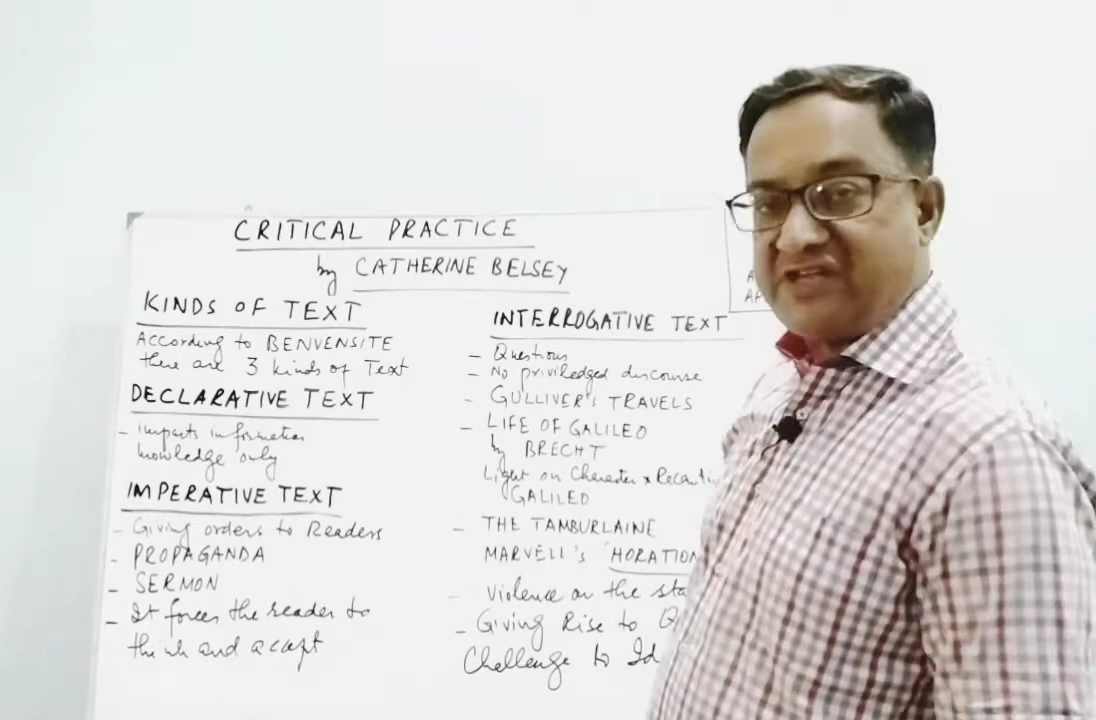 CRITICAL PRACTICE
by CATHERINE BELSEY
KINDS OF TEXT
According to BENVENSITE
there are 3 kinds of Text
DECLARATIVE TEXT
- imparts information
knowledge only
IMPERATIVE TEXT
- Giving orders to Readers
- PROPAGANDA
- SERMON
- It forces the reader to
think and accept
INTERROGATIVE TEXT
- Questions
- No priviledged discourse
- GULLIVER'S TRAVELS
- LIFE OF GALILEO
by BRECHT
Light on Character
GALILEO
- THE TAMBURLAINE
MARVELL'S "HORATION
- Violence on the
- Giving Rise to
Challenge to